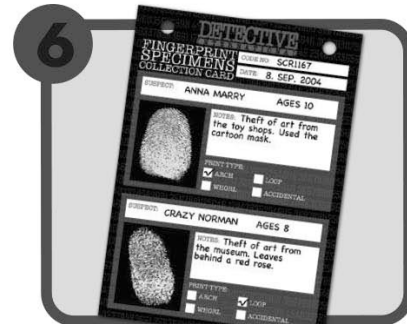 6
DETECTIVE
FINGERPRINT
SPECIMENS
COLLECTION CARD
CODE NO SCR1167
DATE: 8. SEP. 2004
SUSPECT: ANNA MARRY AGES 10
NOTES: Theft of art from
the toy shops. Used the
cartoon mask.
PRINT TYPE:
ARCH LOOP
WHORL ACCIDENTAL
SUSPECT: CRAZY NORMAN AGES 8
NOTES: Theft of art from
the museum. Leaves
behind a red rose.
PRINT TYPE:
ARCH LOOP
WHORL ACCIDENTAL